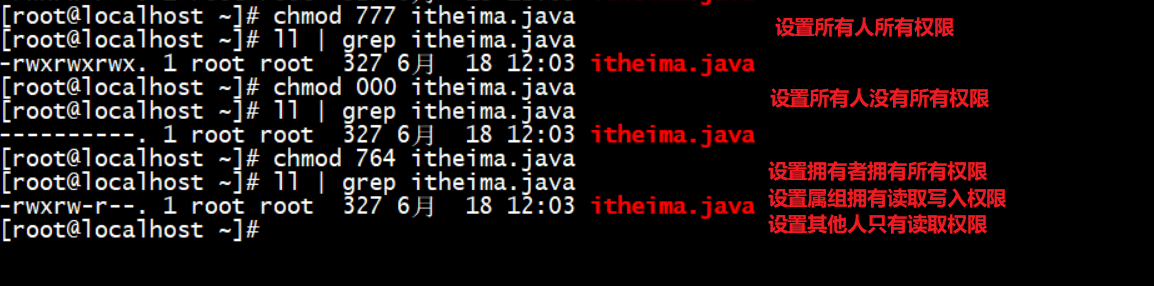 [root@localhost ~]# chmod 777 itheima.java
设置所有人所有权限
[root@localhost ~]# ll | grep itheima.java
-rwxrwxrwx. 1 root root  327 6月  18 12:03 itheima.java
[root@localhost ~]# chmod 000 itheima.java
设置所有人没有所有权限
[root@localhost ~]# ll | grep itheima.java
----------. 1 root root  327 6月  18 12:03 itheima.java
[root@localhost ~]# chmod 764 itheima.java
设置拥有者拥有所有权限
[root@localhost ~]# ll | grep itheima.java
设置属组拥有读取写入权限
-rwxrw-r--. 1 root root  327 6月  18 12:03 itheima.java
设置其他人只有读取权限
[root@localhost ~]#